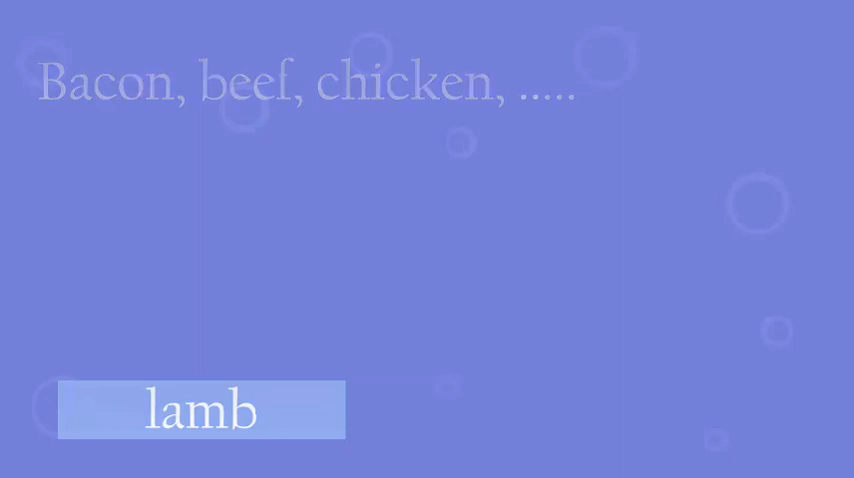 Bacon, beef, chicken, .....
lamb